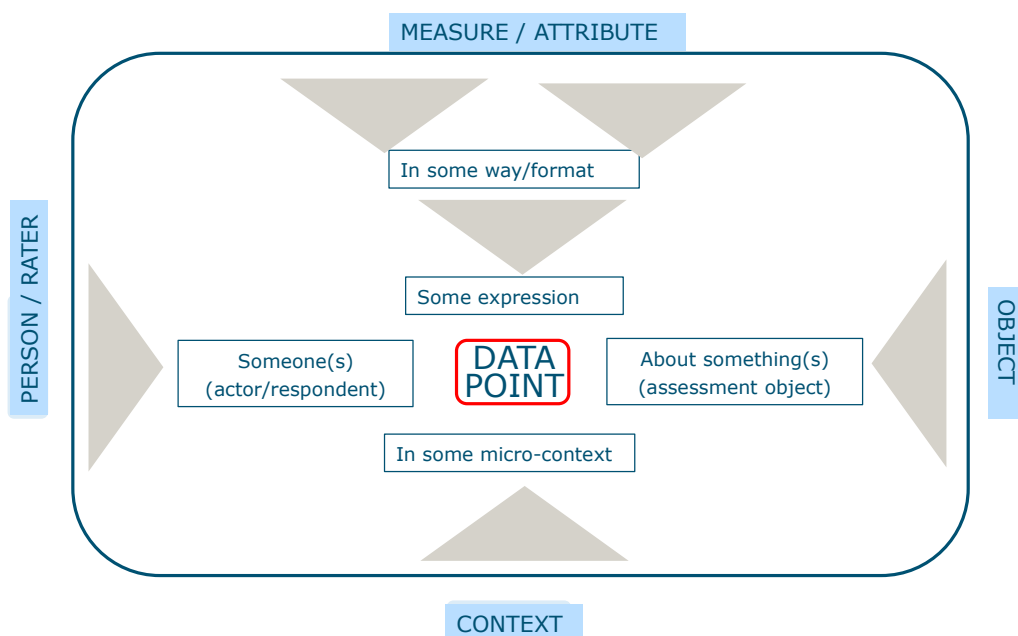 MEASURE / ATTRIBUTE
In some way/format
Some expression
PERSON / RATER
Someone(s)
(actor/respondent)
DATA
POINT
About something(s)
(assessment object)
OBJECT
In some micro-context
CONTEXT